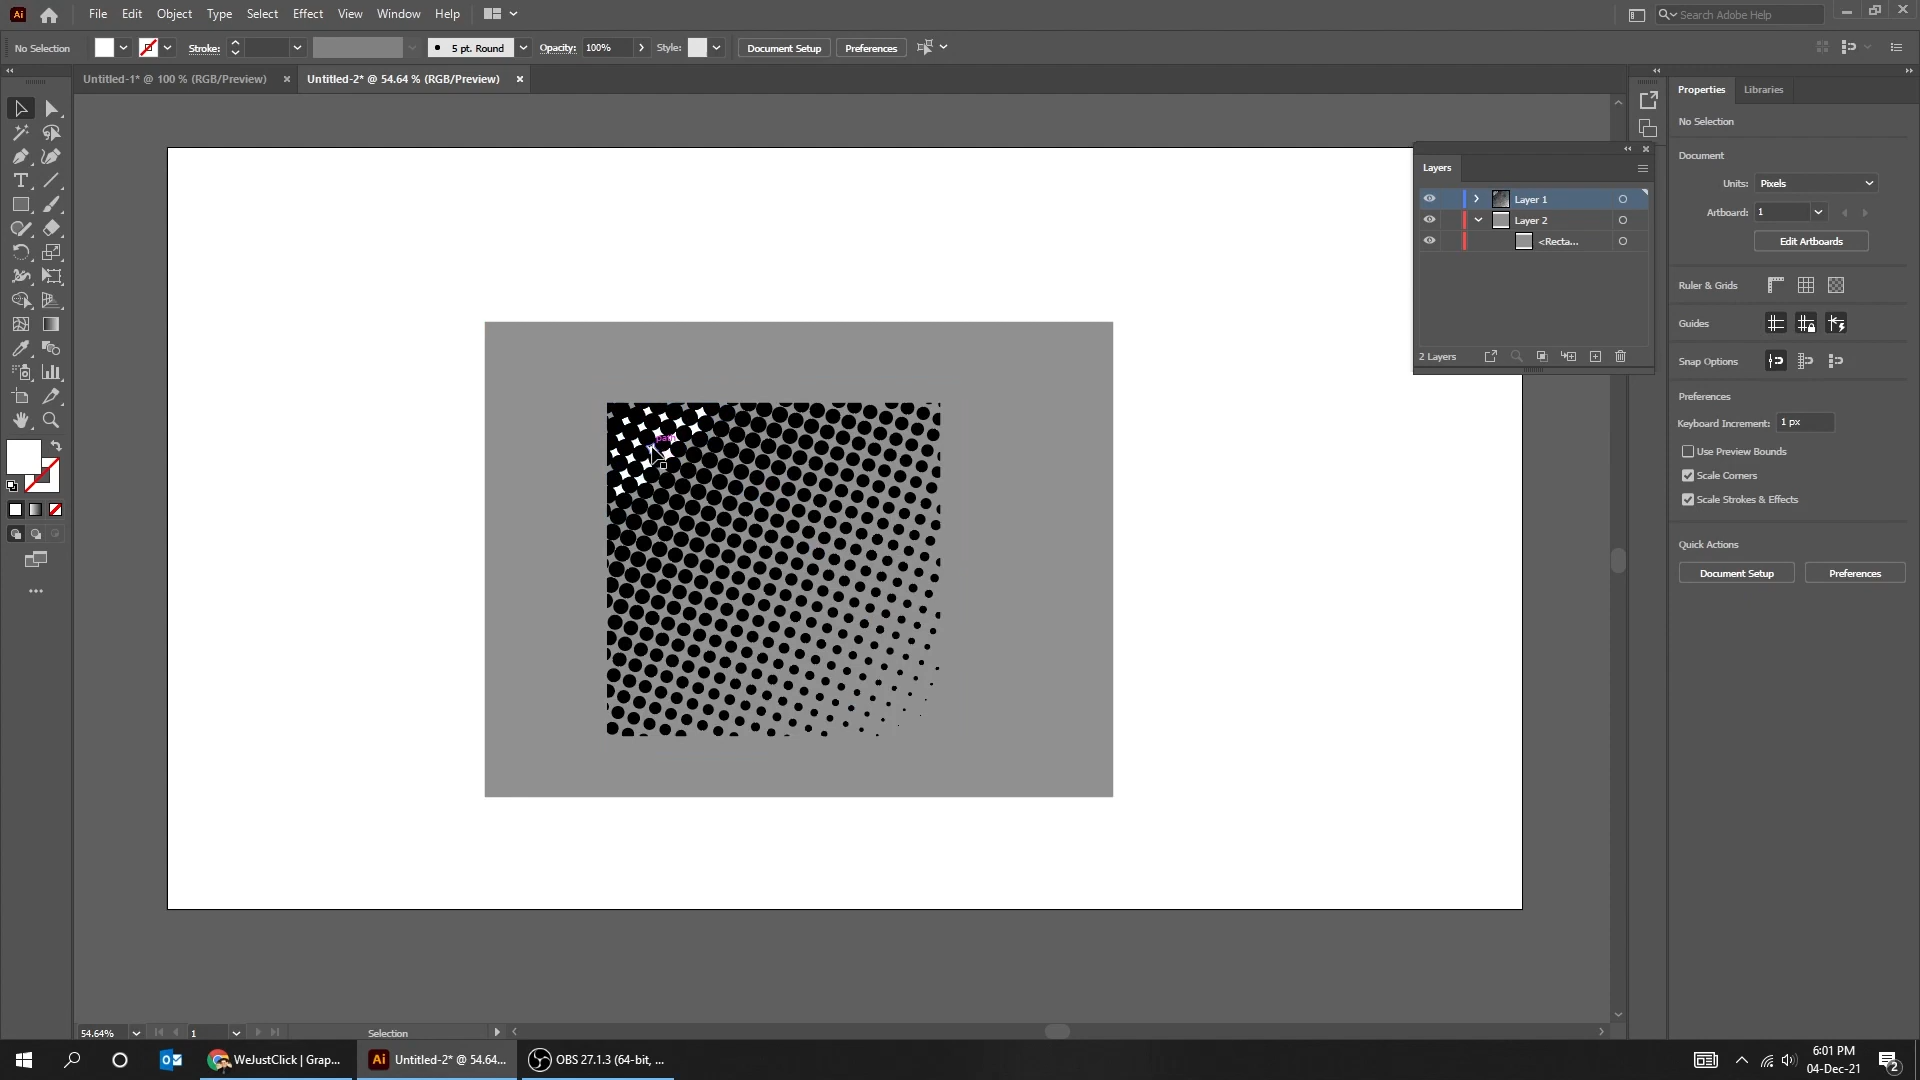 Ai File Edit Object Type Select Effect View Window Help Search Adobe Help
No Selection Stroke: 5 pt. Round Opacity: 100% Style: Document Setup Preferences
Untitled-1* @ 100 % (RGB/Preview) Untitled-2* @ 54.64 % (RGB/Preview)
Properties Libraries
No Selection
Document
Units: Pixels
Artboard: 1
Edit Artboards
Ruler & Grids
Guides
Snap Options
Preferences
Keyboard Increment: 1 px
Use Preview Bounds
Scale Corners
Scale Strokes & Effects
Quick Actions
Document Setup Preferences
Layers
Layer 1
Layer 2
<Recta...
2 Layers
path
54.64% 1 Selection
WeJustClick | Grap... Ai Untitled-2* @ 54.64... OBS 27.1.3 (64-bit, ... 6:01 PM
04-Dec-21 2